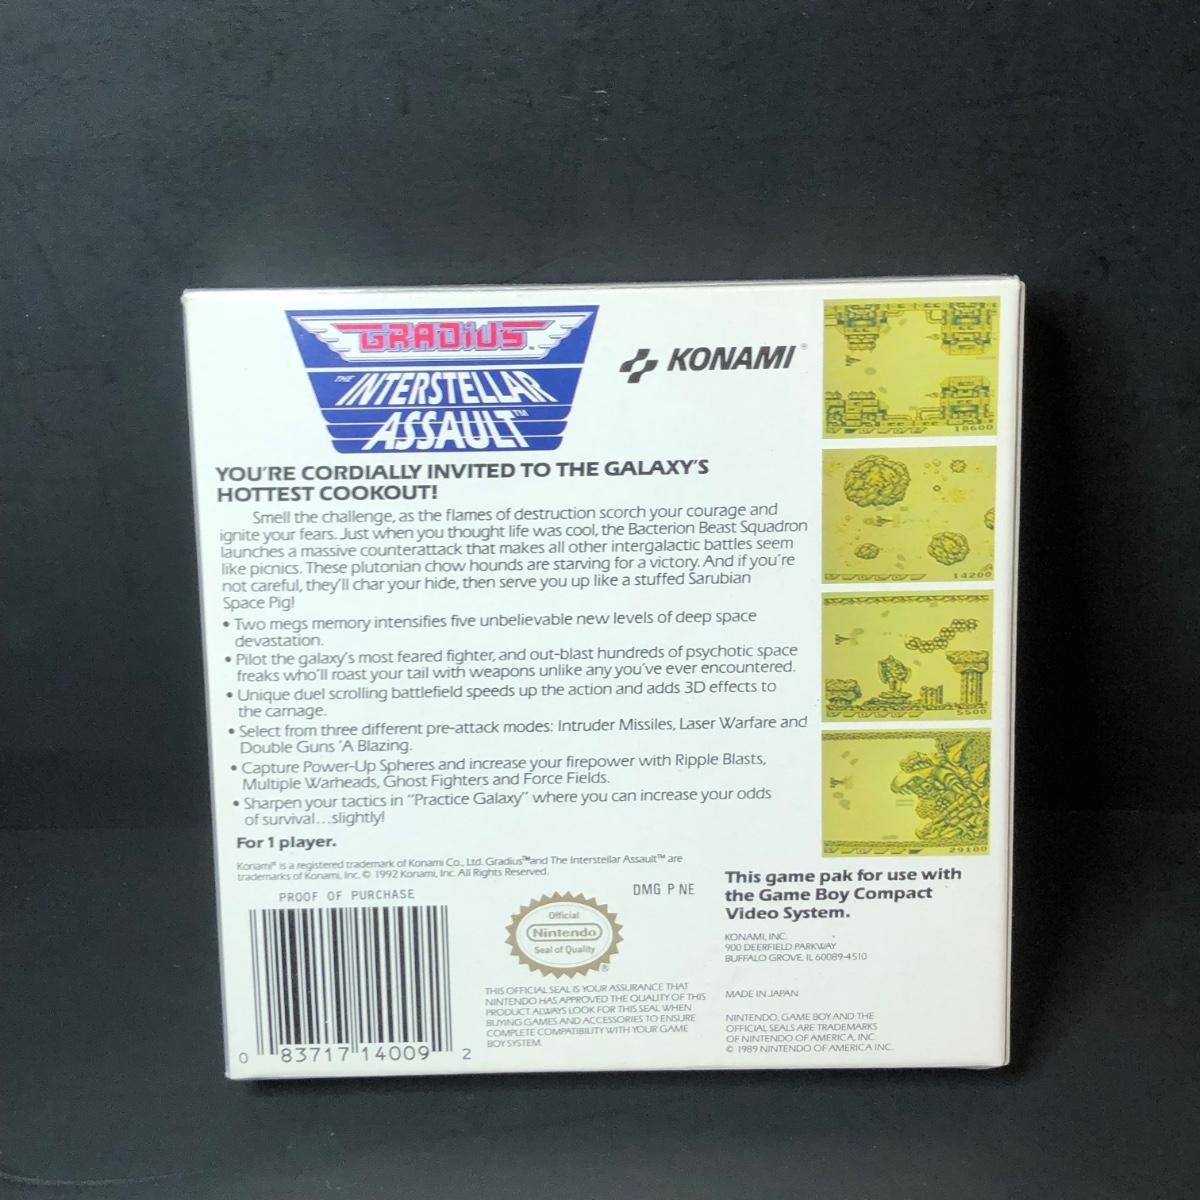 GRADIUS™
THE INTERSTELLAR
ASSAULT™
KONAMI®
YOU'RE CORDIALLY INVITED TO THE GALAXY'S
HOTTEST COOKOUT!
Smell the challenge, as the flames of destruction scorch your courage and
ignite your fears. Just when you thought life was cool, the Bacterion Beast Squadron
launches a massive counterattack that makes all other intergalactic battles seem
like picnics. These plutonian chow hounds are starving for a victory. And if you're
not careful, they'll char your hide, then serve you up like a stuffed Sarubian
Space Pig!
• Two megs memory intensifies five unbelievable new levels of deep space
devastation.
• Pilot the galaxy's most feared fighter, and out-blast hundreds of psychotic space
freaks who'll roast your tail with weapons unlike any you've ever encountered.
• Unique duel scrolling battlefield speeds up the action and adds 3D effects to
the carnage.
• Select from three different pre-attack modes: Intruder Missiles, Laser Warfare and
Double Guns 'A Blazing.
• Capture Power-Up Spheres and increase your firepower with Ripple Blasts,
Multiple Warheads, Ghost Fighters and Force Fields.
• Sharpen your tactics in "Practice Galaxy" where you can increase your odds
of survival...slightly!
For 1 player.
Konami® is a registered trademark of Konami Co., Ltd. Gradius™ and The Interstellar Assault™ are
trademarks of Konami, Inc. © 1992 Konami, Inc. All Rights Reserved.
PROOF OF PURCHASE
0 83717 14009 2
DMG P NE
Official
Nintendo
Seal of Quality
®
THIS OFFICIAL SEAL IS YOUR ASSURANCE THAT
NINTENDO HAS APPROVED THE QUALITY OF THIS
PRODUCT. ALWAYS LOOK FOR THIS SEAL WHEN
BUYING GAMES AND ACCESSORIES TO ENSURE
COMPLETE COMPATIBILITY WITH YOUR GAME
BOY SYSTEM.
18600
14200
5500
29100
This game pak for use with
the Game Boy Compact
Video System.
KONAMI, INC.
900 DEERFIELD PARKWAY
BUFFALO GROVE, IL 60089-4510
MADE IN JAPAN
NINTENDO, GAME BOY AND THE
OFFICIAL SEALS ARE TRADEMARKS
OF NINTENDO OF AMERICA, INC.
© 1989 NINTENDO OF AMERICA INC.